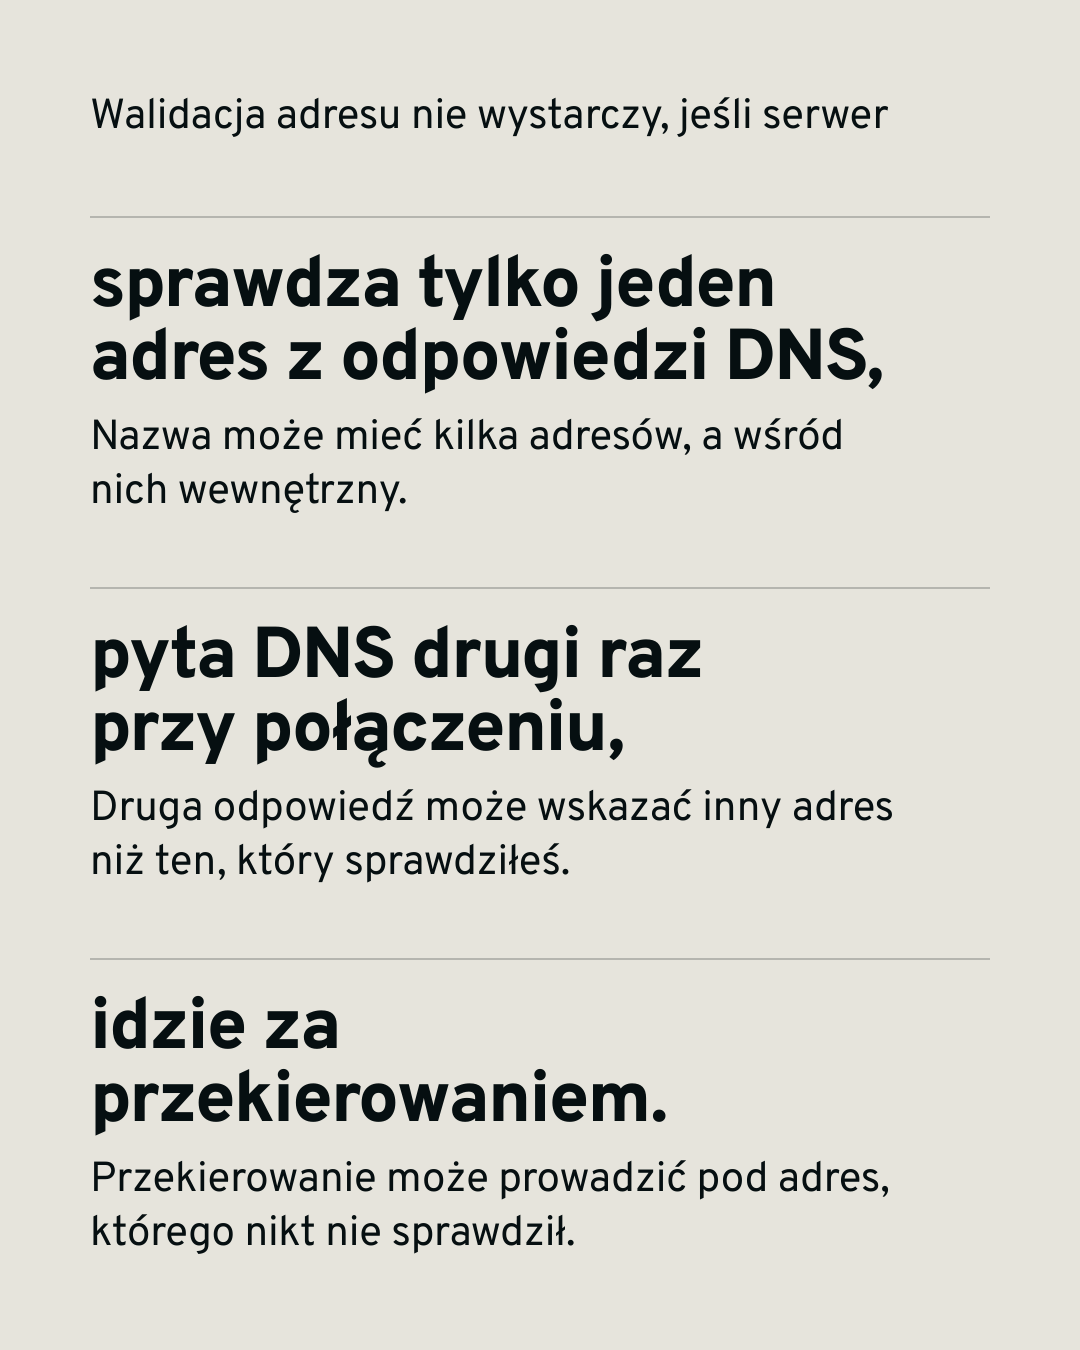 Walidacja adresu nie wystarczy, jeśli serwer
sprawdza tylko jeden
adres z odpowiedzi DNS,
Nazwa może mieć kilka adresów, a wśród
nich wewnętrzny.
pyta DNS drugi raz
przy połączeniu,
Druga odpowiedź może wskazać inny adres
niż ten, który sprawdziłeś.
idzie za
przekierowaniem.
Przekierowanie może prowadzić pod adres,
którego nikt nie sprawdził.